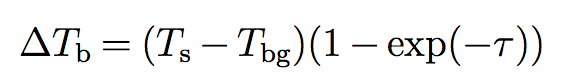 ΔT_b = (T_s − T_bg)(1 − exp(−τ))